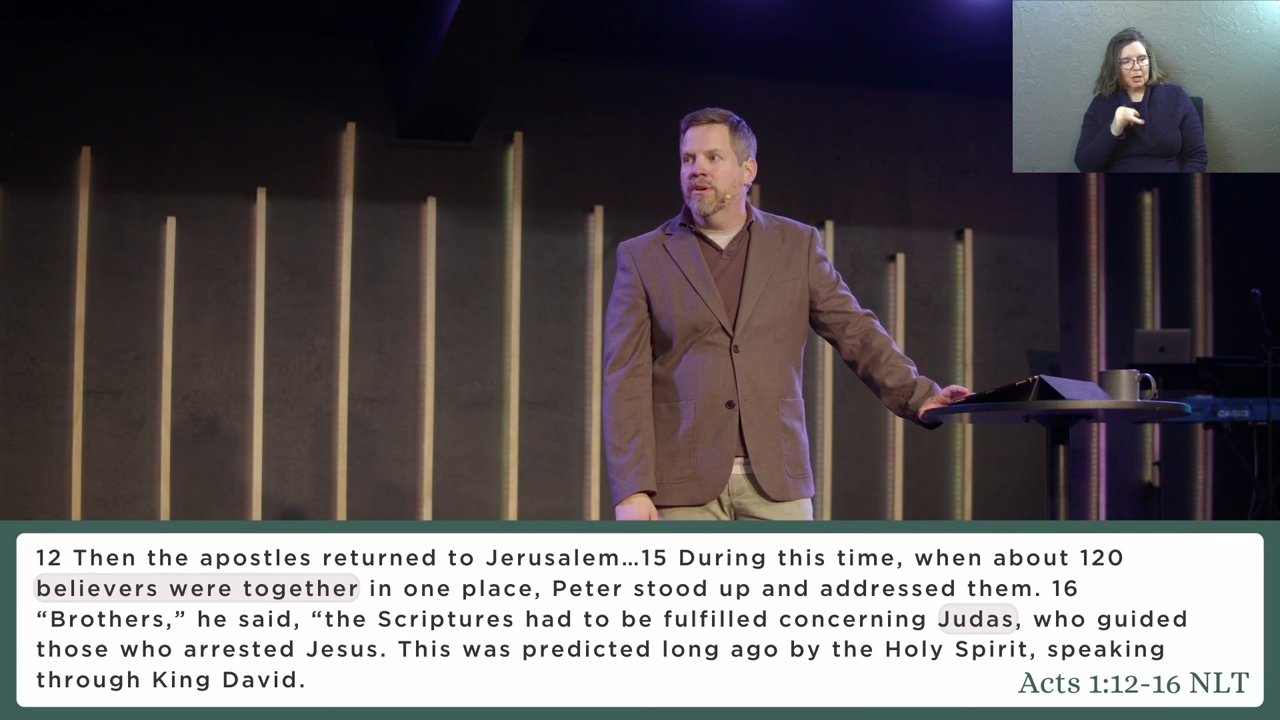 CASIO
12 Then the apostles returned to Jerusalem...15 During this time, when about 120
believers were together in one place, Peter stood up and addressed them. 16
“Brothers,” he said, “the Scriptures had to be fulfilled concerning Judas, who guided
those who arrested Jesus. This was predicted long ago by the Holy Spirit, speaking
through King David.
Acts 1:12-16 NLT